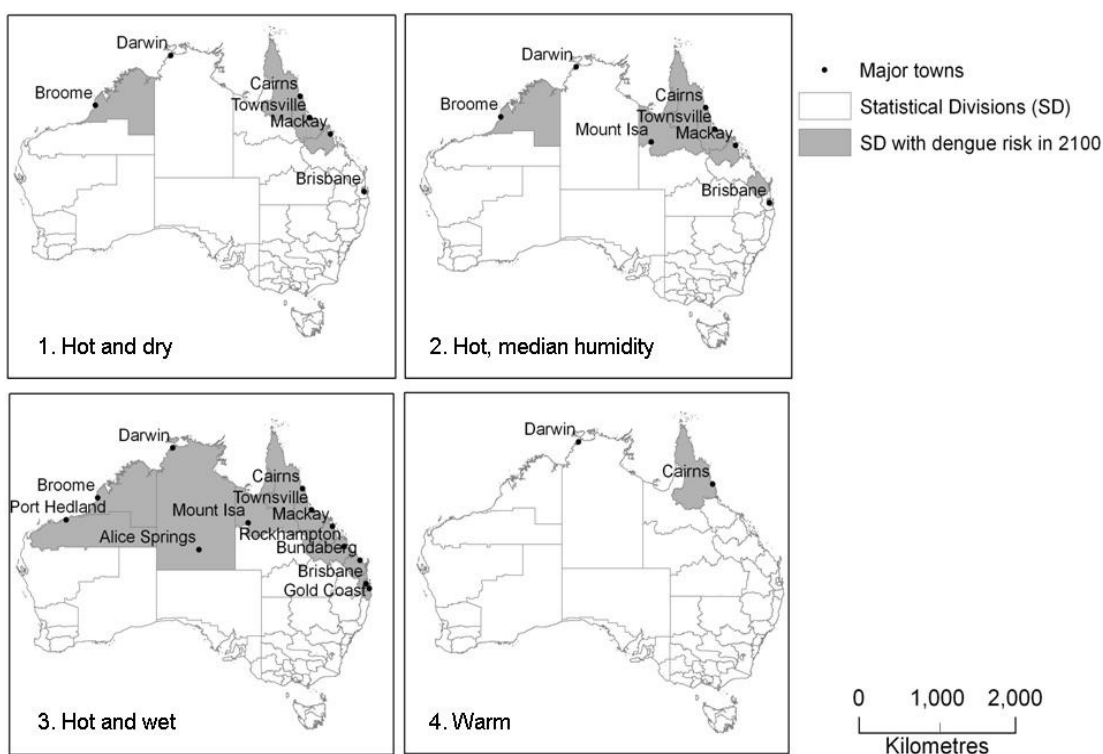 Darwin
Broome
Cairns
Townsville
Mackay
Brisbane
1. Hot and dry
Darwin
Broome
Cairns
Townsville
Mount Isa
Mackay
Brisbane
2. Hot, median humidity
Major towns
Statistical Divisions (SD)
SD with dengue risk in 2100
Darwin
Broome
Port Hedland
Cairns
Townsville
Mount Isa
Mackay
Alice Springs
Rockhampton
Bundaberg
Brisbane
Gold Coast
3. Hot and wet
Darwin
Cairns
4. Warm
0 1,000 2,000
Kilometres